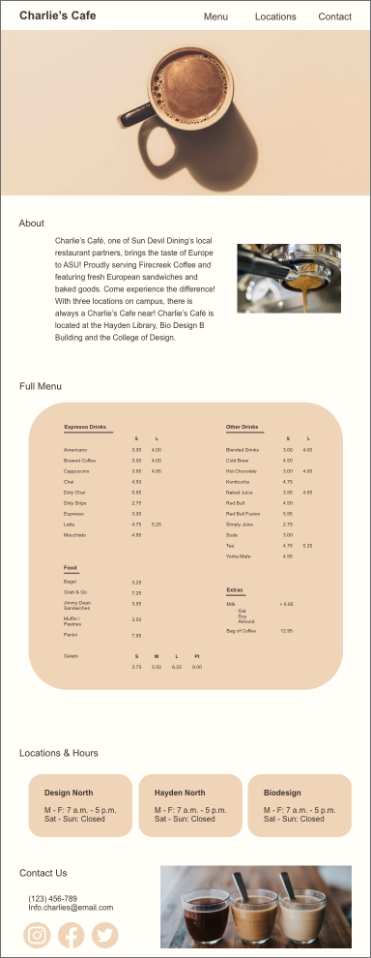 Charlie's Cafe
Menu Locations Contact
About
Charlie's Café, one of Sun Devil Dining's local
restaurant partners, brings the taste of Europe
to ASU! Proudly serving Firecreek Coffee and
featuring fresh European sandwiches and
baked goods. Come experience the difference!
With three locations on campus, there is
always a Charlie's Cafe near! Charlie's Café is
located at the Hayden Library, Bio Design B
Building and the College of Design.
Full Menu
Espresso Drinks
S L
Americano 3.00 4.00
Brewed Coffee 3.50 4.00
Cappuccino 3.95 4.95
Chai 4.50
Dirty Chai 5.50
Dirty Dripa 2.75
Espresso 3.00
Latte 4.75 5.25
Macchiato 4.95
Food
Bagel 3.25
Grab & Go 7.25
Jimmy Dean
Sandwiches 3.95
Muffin /
Pastries 3.50
Panini 7.95
Gelato S M L Pt
3.75 5.50 6.25 8.00
Other Drinks
S L
Blended Drinks 3.00 4.00
Cold Brew 4.50
Hot Chocolate 3.00 4.00
Kombucha 4.75
Naked Juice 3.95 4.95
Red Bull 4.50
Red Bull Fusion 5.95
Simply Juice 2.75
Soda 3.00
Tea 4.75 5.25
Yerba Mate 4.95
Extras
Milk + 0.65
Oat
Soy
Almond
Bag of Coffee 12.95
Locations & Hours
Design North
M - F: 7 a.m. - 5 p.m.
Sat - Sun: Closed
Hayden North
M - F: 7 a.m. - 5 p.m.
Sat - Sun: Closed
Biodesign
M - F: 7 a.m. - 5 p.m.
Sat - Sun: Closed
Contact Us
(123) 456-789
Info.charlies@email.com